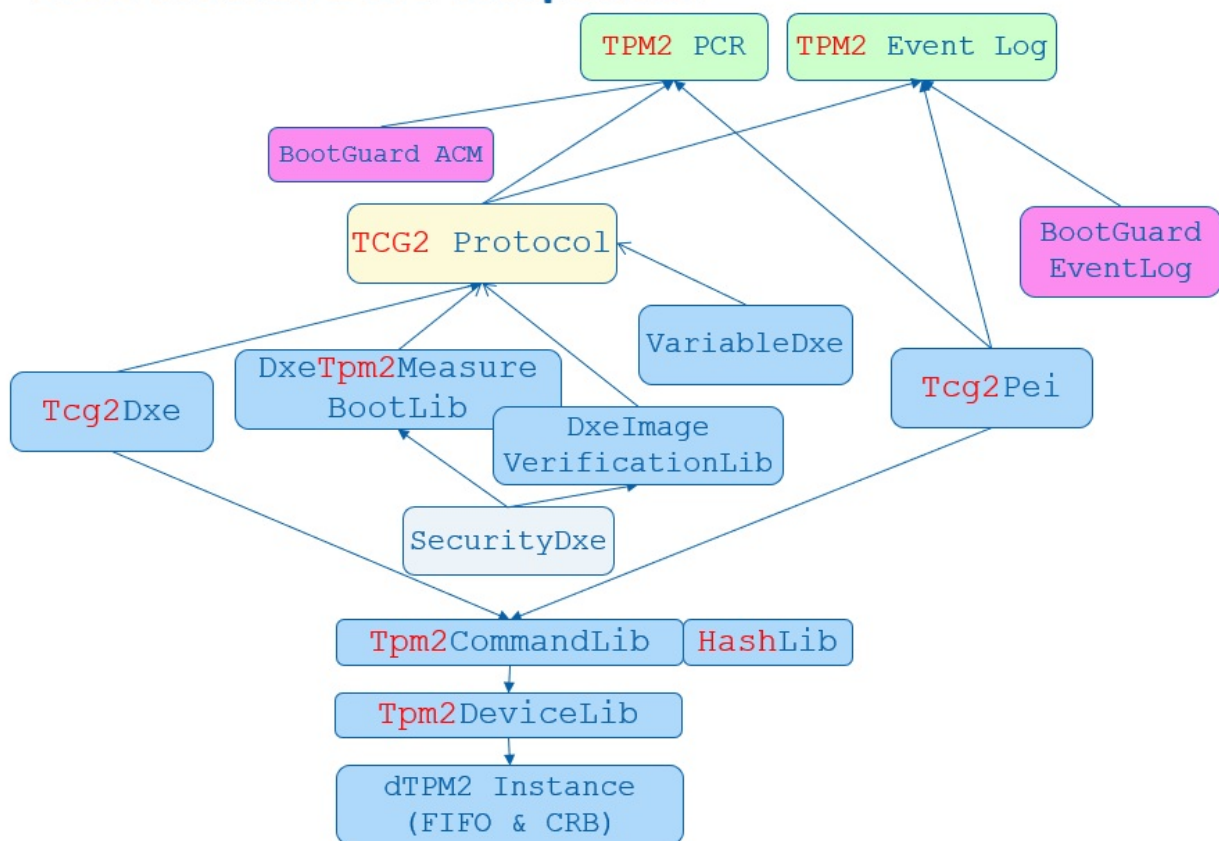 TPM2 PCR
TPM2 Event Log
BootGuard ACM
TCG2 Protocol
BootGuard
EventLog
VariableDxe
DxeTpm2Measure
BootLib
Tcg2Dxe
Tcg2Pei
DxeImage
VerificationLib
SecurityDxe
Tpm2CommandLib
HashLib
Tpm2DeviceLib
dTPM2 Instance
(FIFO & CRB)